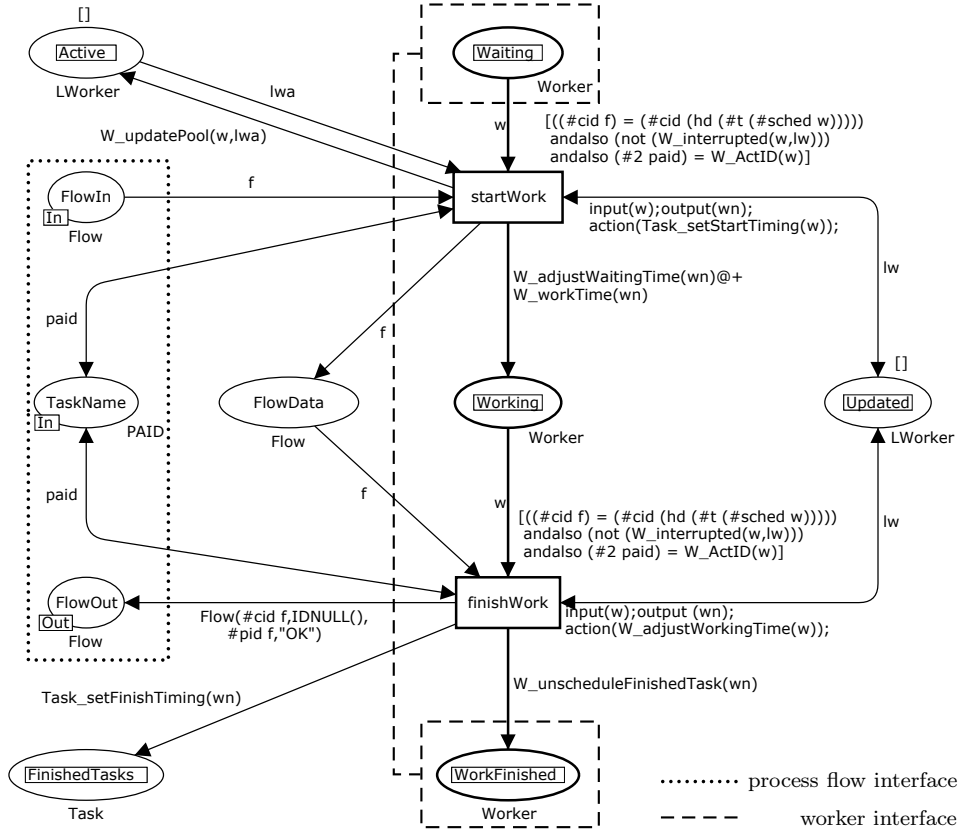 []
Active
LWorker
Waiting
Worker
lwa
W_updatePool(w,lwa)
w
[((#cid f) = (#cid (hd (#t (#sched w)))))
andalso (not (W_interrupted(w,lw)))
andalso (#2 paid) = W_ActID(w)]
FlowIn
In
Flow
f
startWork
input(w);output(wn);
action(Task_setStartTiming(w));
lw
W_adjustWaitingTime(wn)@+
W_workTime(wn)
paid
f
[]
TaskName
In
PAID
FlowData
Flow
Working
Worker
Updated
LWorker
paid
f
w
[((#cid f) = (#cid (hd (#t (#sched w)))))
andalso (not (W_interrupted(w,lw)))
andalso (#2 paid) = W_ActID(w)]
lw
FlowOut
Out
Flow
Flow(#cid f,IDNULL(),
#pid f,"OK")
finishWork
input(w);output (wn);
action(W_adjustWorkingTime(w));
Task_setFinishTiming(wn)
W_unscheduleFinishedTask(wn)
FinishedTasks
Task
WorkFinished
Worker
process flow interface
worker interface